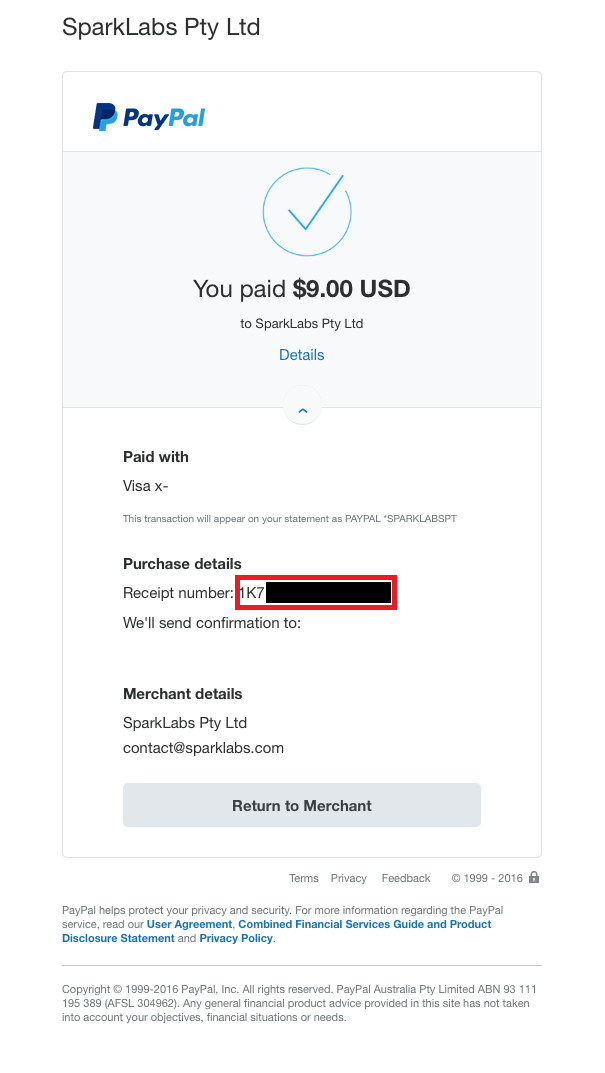 SparkLabs Pty Ltd
PayPal
You paid $9.00 USD
to SparkLabs Pty Ltd
Details
Paid with
Visa x-
This transaction will appear on your statement as PAYPAL *SPARKLABSPT
Purchase details
Receipt number: 1K7
We'll send confirmation to:
Merchant details
SparkLabs Pty Ltd
contact@sparklabs.com
Return to Merchant
Terms Privacy Feedback © 1999 - 2016
PayPal helps protect your privacy and security. For more information regarding the PayPal
service, read our User Agreement, Combined Financial Services Guide and Product
Disclosure Statement and Privacy Policy.
Copyright © 1999-2016 PayPal, Inc. All rights reserved. PayPal Australia Pty Limited ABN 93 111
195 389 (AFSL 304962). Any general financial product advice provided in this site has not taken
into account your objectives, financial situations or needs.